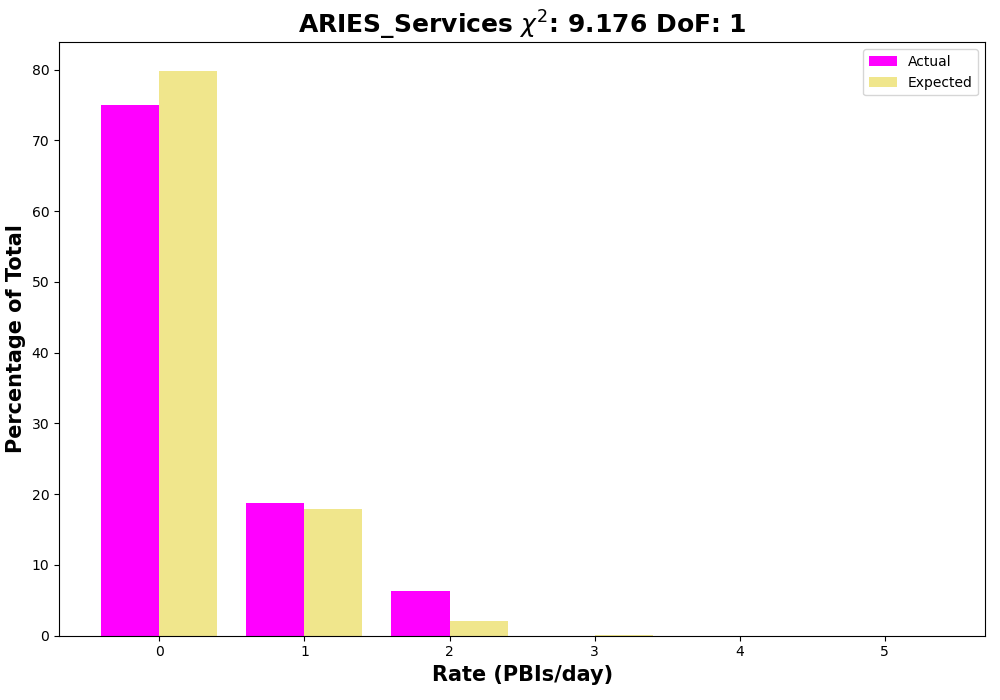 ARIES_Services χ²: 9.176 DoF: 1
Actual
Expected
Percentage of Total
80
70
60
50
40
30
20
10
0
0 1 2 3 4 5
Rate (PBIs/day)